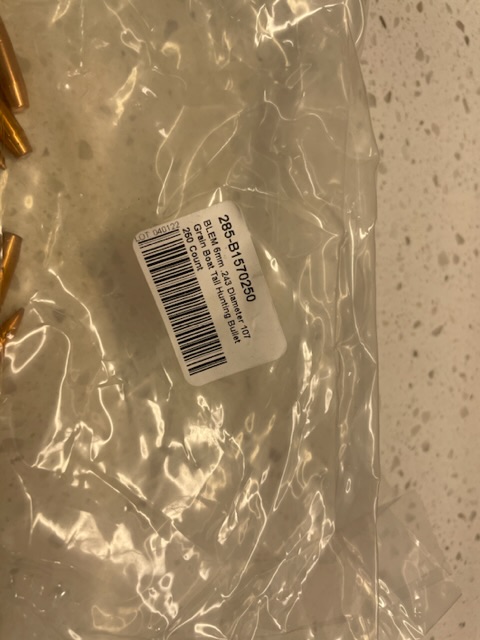 285-B1570250
BLEM 6mm .243 Diameter 107
Grain Boat Tail Hunting Bullet
250 Count
LOT 040122